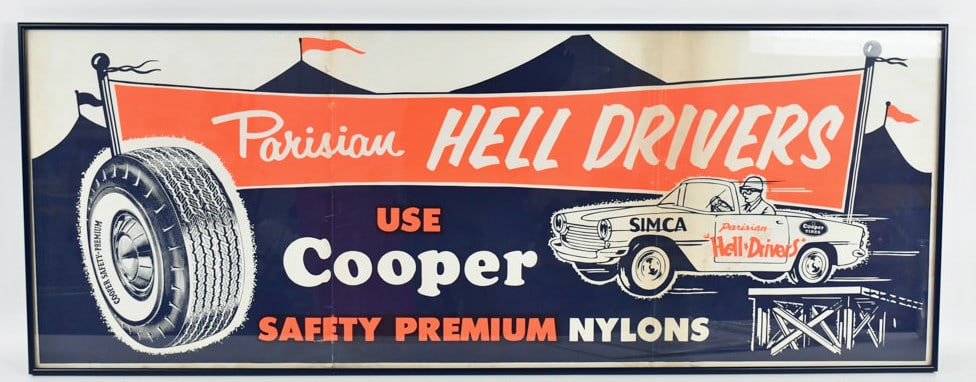 Parisian HELL DRIVERS
USE
Cooper
SAFETY PREMIUM NYLONS
COOPER SAFETY-PREMIUM
SIMCA
Parisian
Hell Drivers
Cooper
TIRES